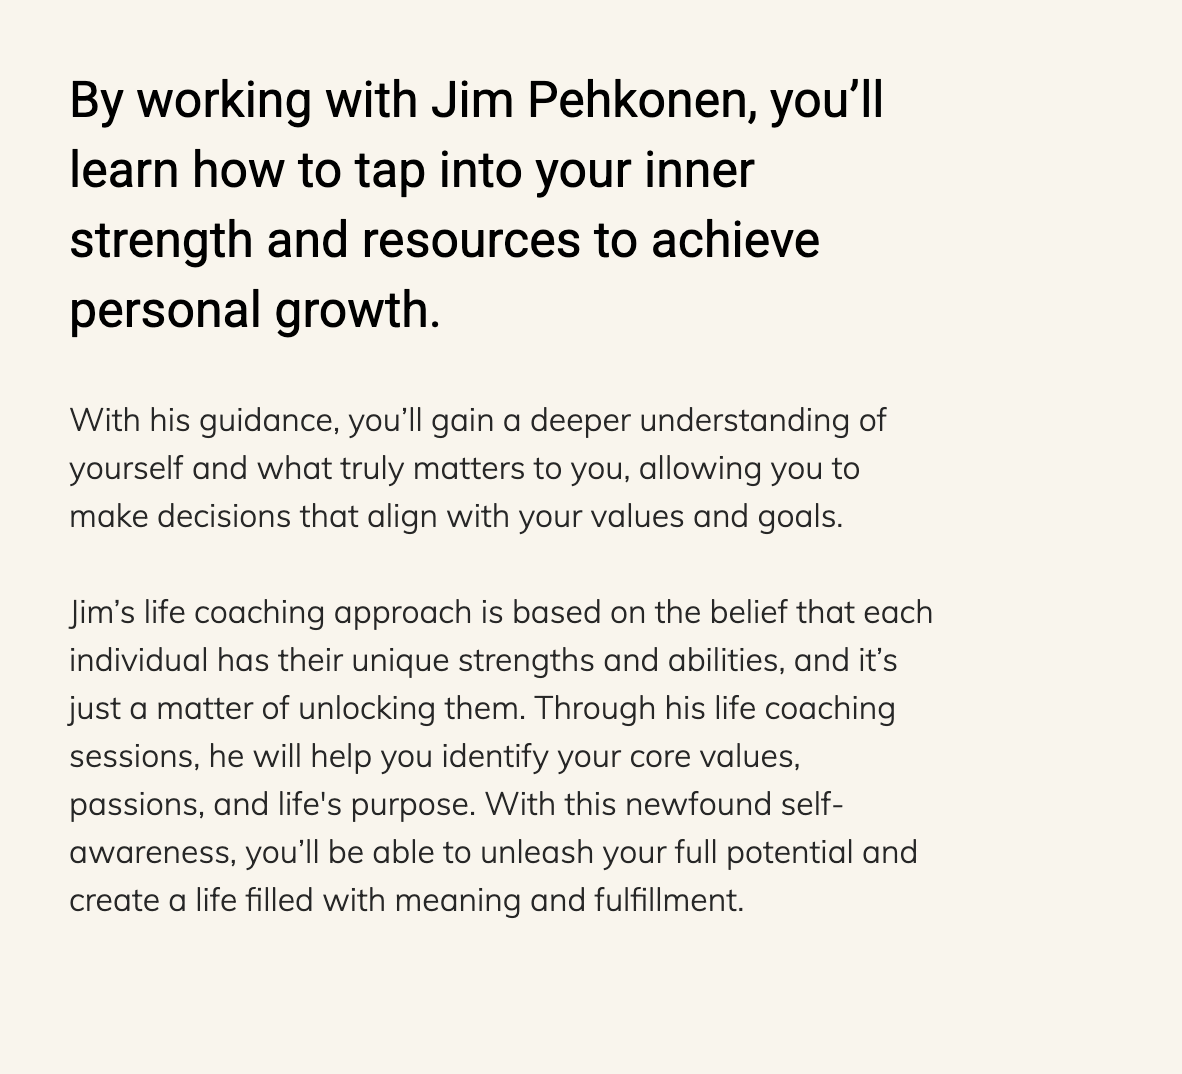 By working with Jim Pehkonen, you’ll
learn how to tap into your inner
strength and resources to achieve
personal growth.
With his guidance, you’ll gain a deeper understanding of
yourself and what truly matters to you, allowing you to
make decisions that align with your values and goals.
Jim’s life coaching approach is based on the belief that each
individual has their unique strengths and abilities, and it’s
just a matter of unlocking them. Through his life coaching
sessions, he will help you identify your core values,
passions, and life's purpose. With this newfound self-
awareness, you’ll be able to unleash your full potential and
create a life filled with meaning and fulfillment.